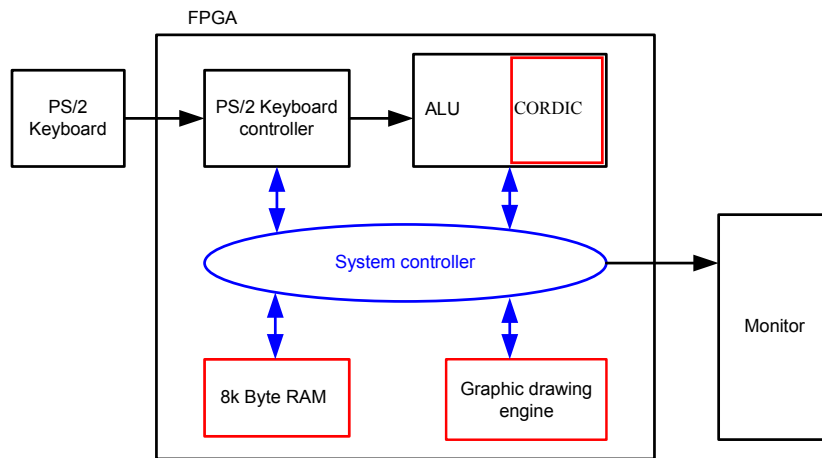 FPGA
PS/2
Keyboard
PS/2 Keyboard
controller
ALU
CORDIC
System controller
Monitor
8k Byte RAM
Graphic drawing
engine